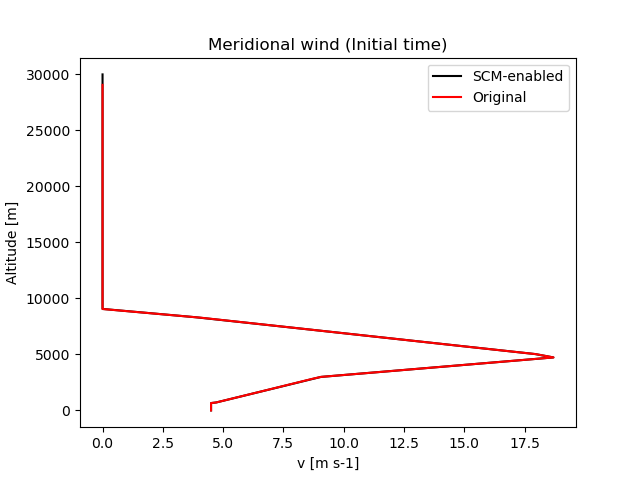 Meridional wind (Initial time)
SCM-enabled
Original
30000
25000
20000
15000
10000
5000
0
Altitude [m]
0.0 2.5 5.0 7.5 10.0 12.5 15.0 17.5
v [m s-1]